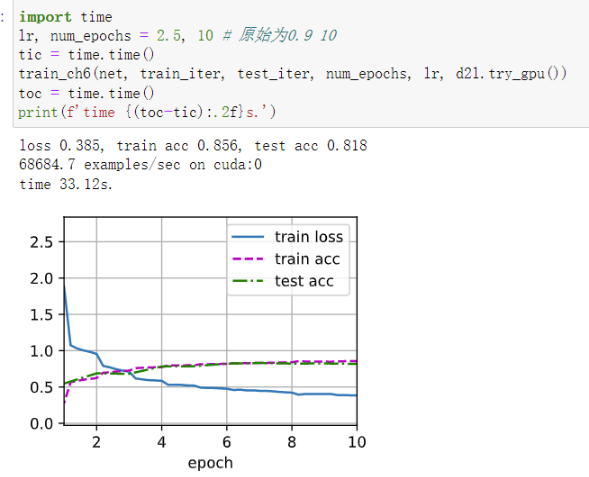 :
import time
lr, num_epochs = 2.5, 10 # 原始为0.9 10
tic = time.time()
train_ch6(net, train_iter, test_iter, num_epochs, lr, d2l.try_gpu())
toc = time.time()
print(f'time {(toc-tic):.2f}s.')
loss 0.385, train acc 0.856, test acc 0.818
68684.7 examples/sec on cuda:0
time 33.12s.
train loss
train acc
test acc
2.5
2.0
1.5
1.0
0.5
0.0
2 4 6 8 10
epoch